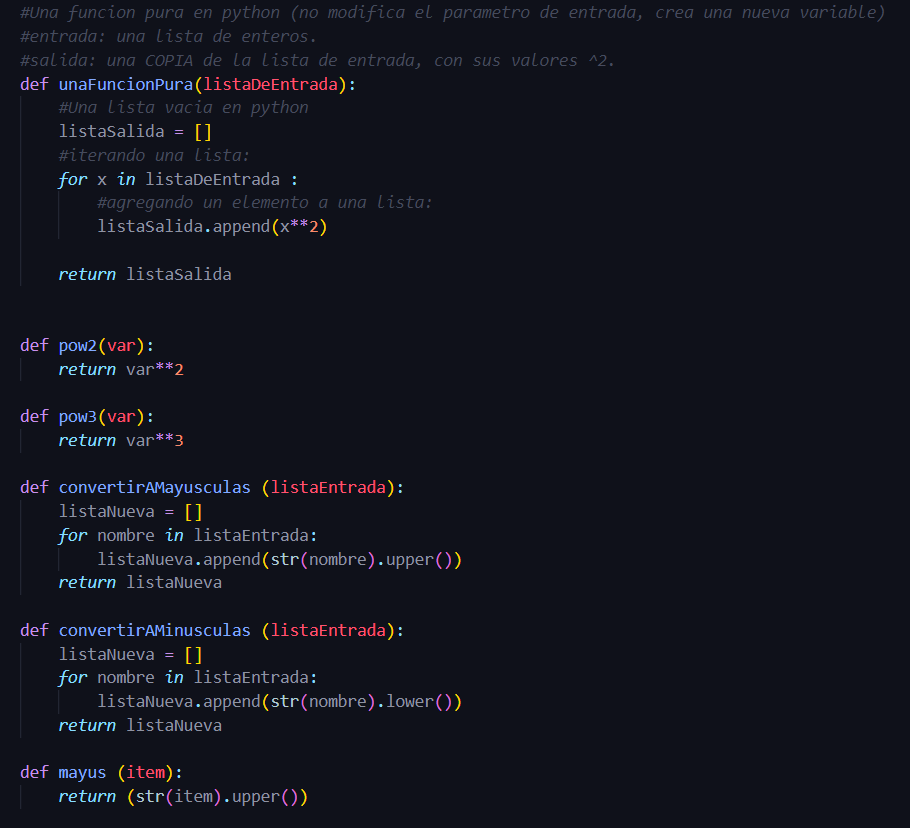 #Una funcion pura en python (no modifica el parametro de entrada, crea una nueva variable)
#entrada: una lista de enteros.
#salida: una COPIA de la lista de entrada, con sus valores ^2.
def unaFuncionPura(listaDeEntrada):
    #Una lista vacia en python
    listaSalida = []
    #iterando una lista:
    for x in listaDeEntrada :
        #agregando un elemento a una lista:
        listaSalida.append(x**2)

    return listaSalida


def pow2(var):
    return var**2

def pow3(var):
    return var**3

def convertirAMayusculas (listaEntrada):
    listaNueva = []
    for nombre in listaEntrada:
        listaNueva.append(str(nombre).upper())
    return listaNueva

def convertirAMinusculas (listaEntrada):
    listaNueva = []
    for nombre in listaEntrada:
        listaNueva.append(str(nombre).lower())
    return listaNueva

def mayus (item):
    return (str(item).upper())